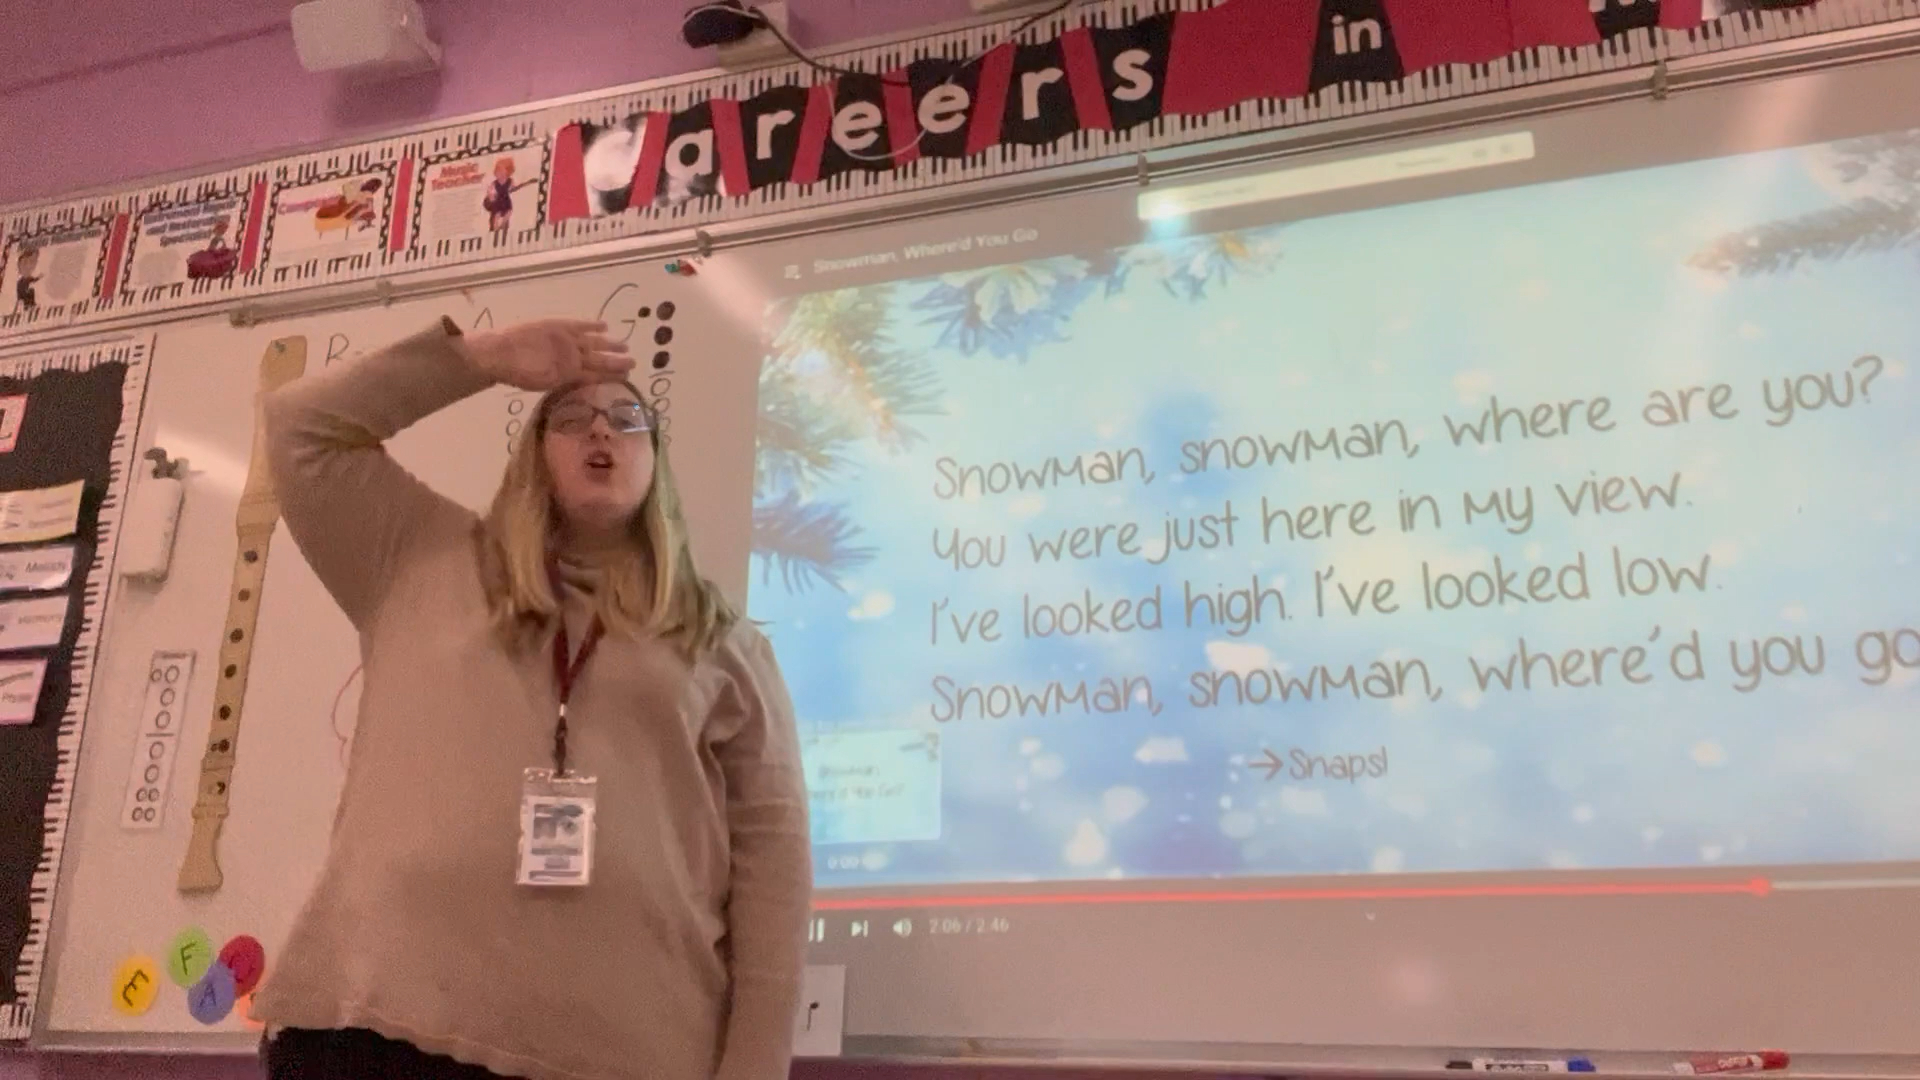 Careers in
Music
Teacher
Composer
Snowman, Where'd You Go
G
Snowman, snowman, where are you?
You were just here in my view.
I've looked high. I've looked low.
Snowman, snowman, where'd you go
→Snaps!
Melody
2:06 / 2:46
E
F
A